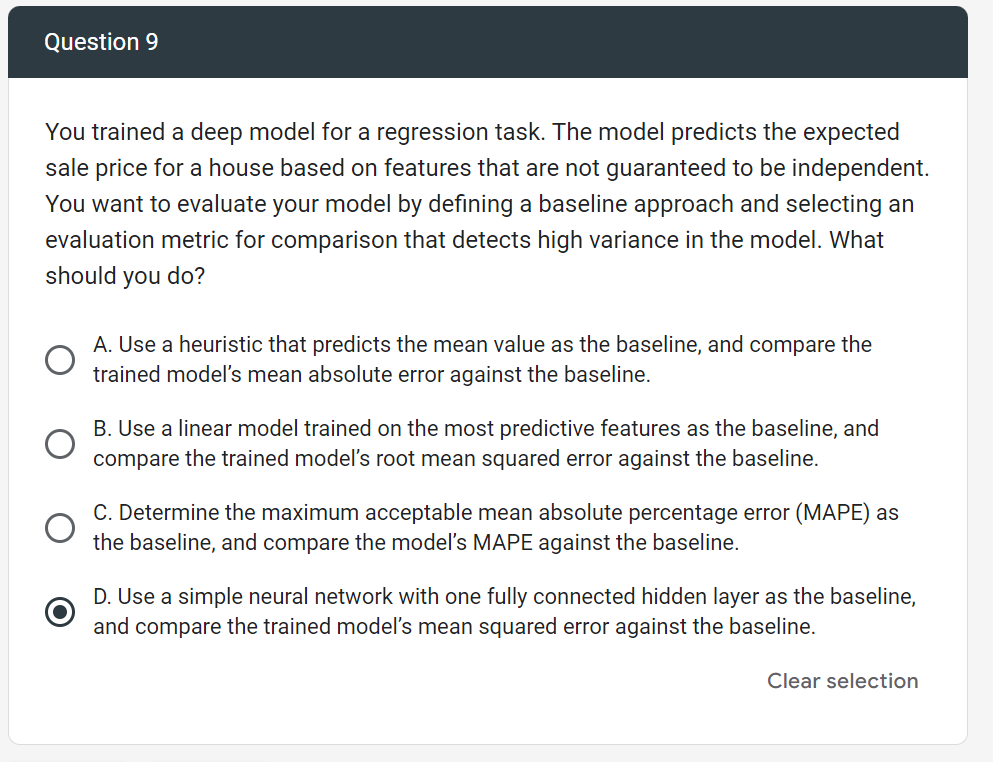 Question 9
You trained a deep model for a regression task. The model predicts the expected
sale price for a house based on features that are not guaranteed to be independent.
You want to evaluate your model by defining a baseline approach and selecting an
evaluation metric for comparison that detects high variance in the model. What
should you do?
A. Use a heuristic that predicts the mean value as the baseline, and compare the
trained model’s mean absolute error against the baseline.
B. Use a linear model trained on the most predictive features as the baseline, and
compare the trained model’s root mean squared error against the baseline.
C. Determine the maximum acceptable mean absolute percentage error (MAPE) as
the baseline, and compare the model’s MAPE against the baseline.
D. Use a simple neural network with one fully connected hidden layer as the baseline,
and compare the trained model’s mean squared error against the baseline.
Clear selection